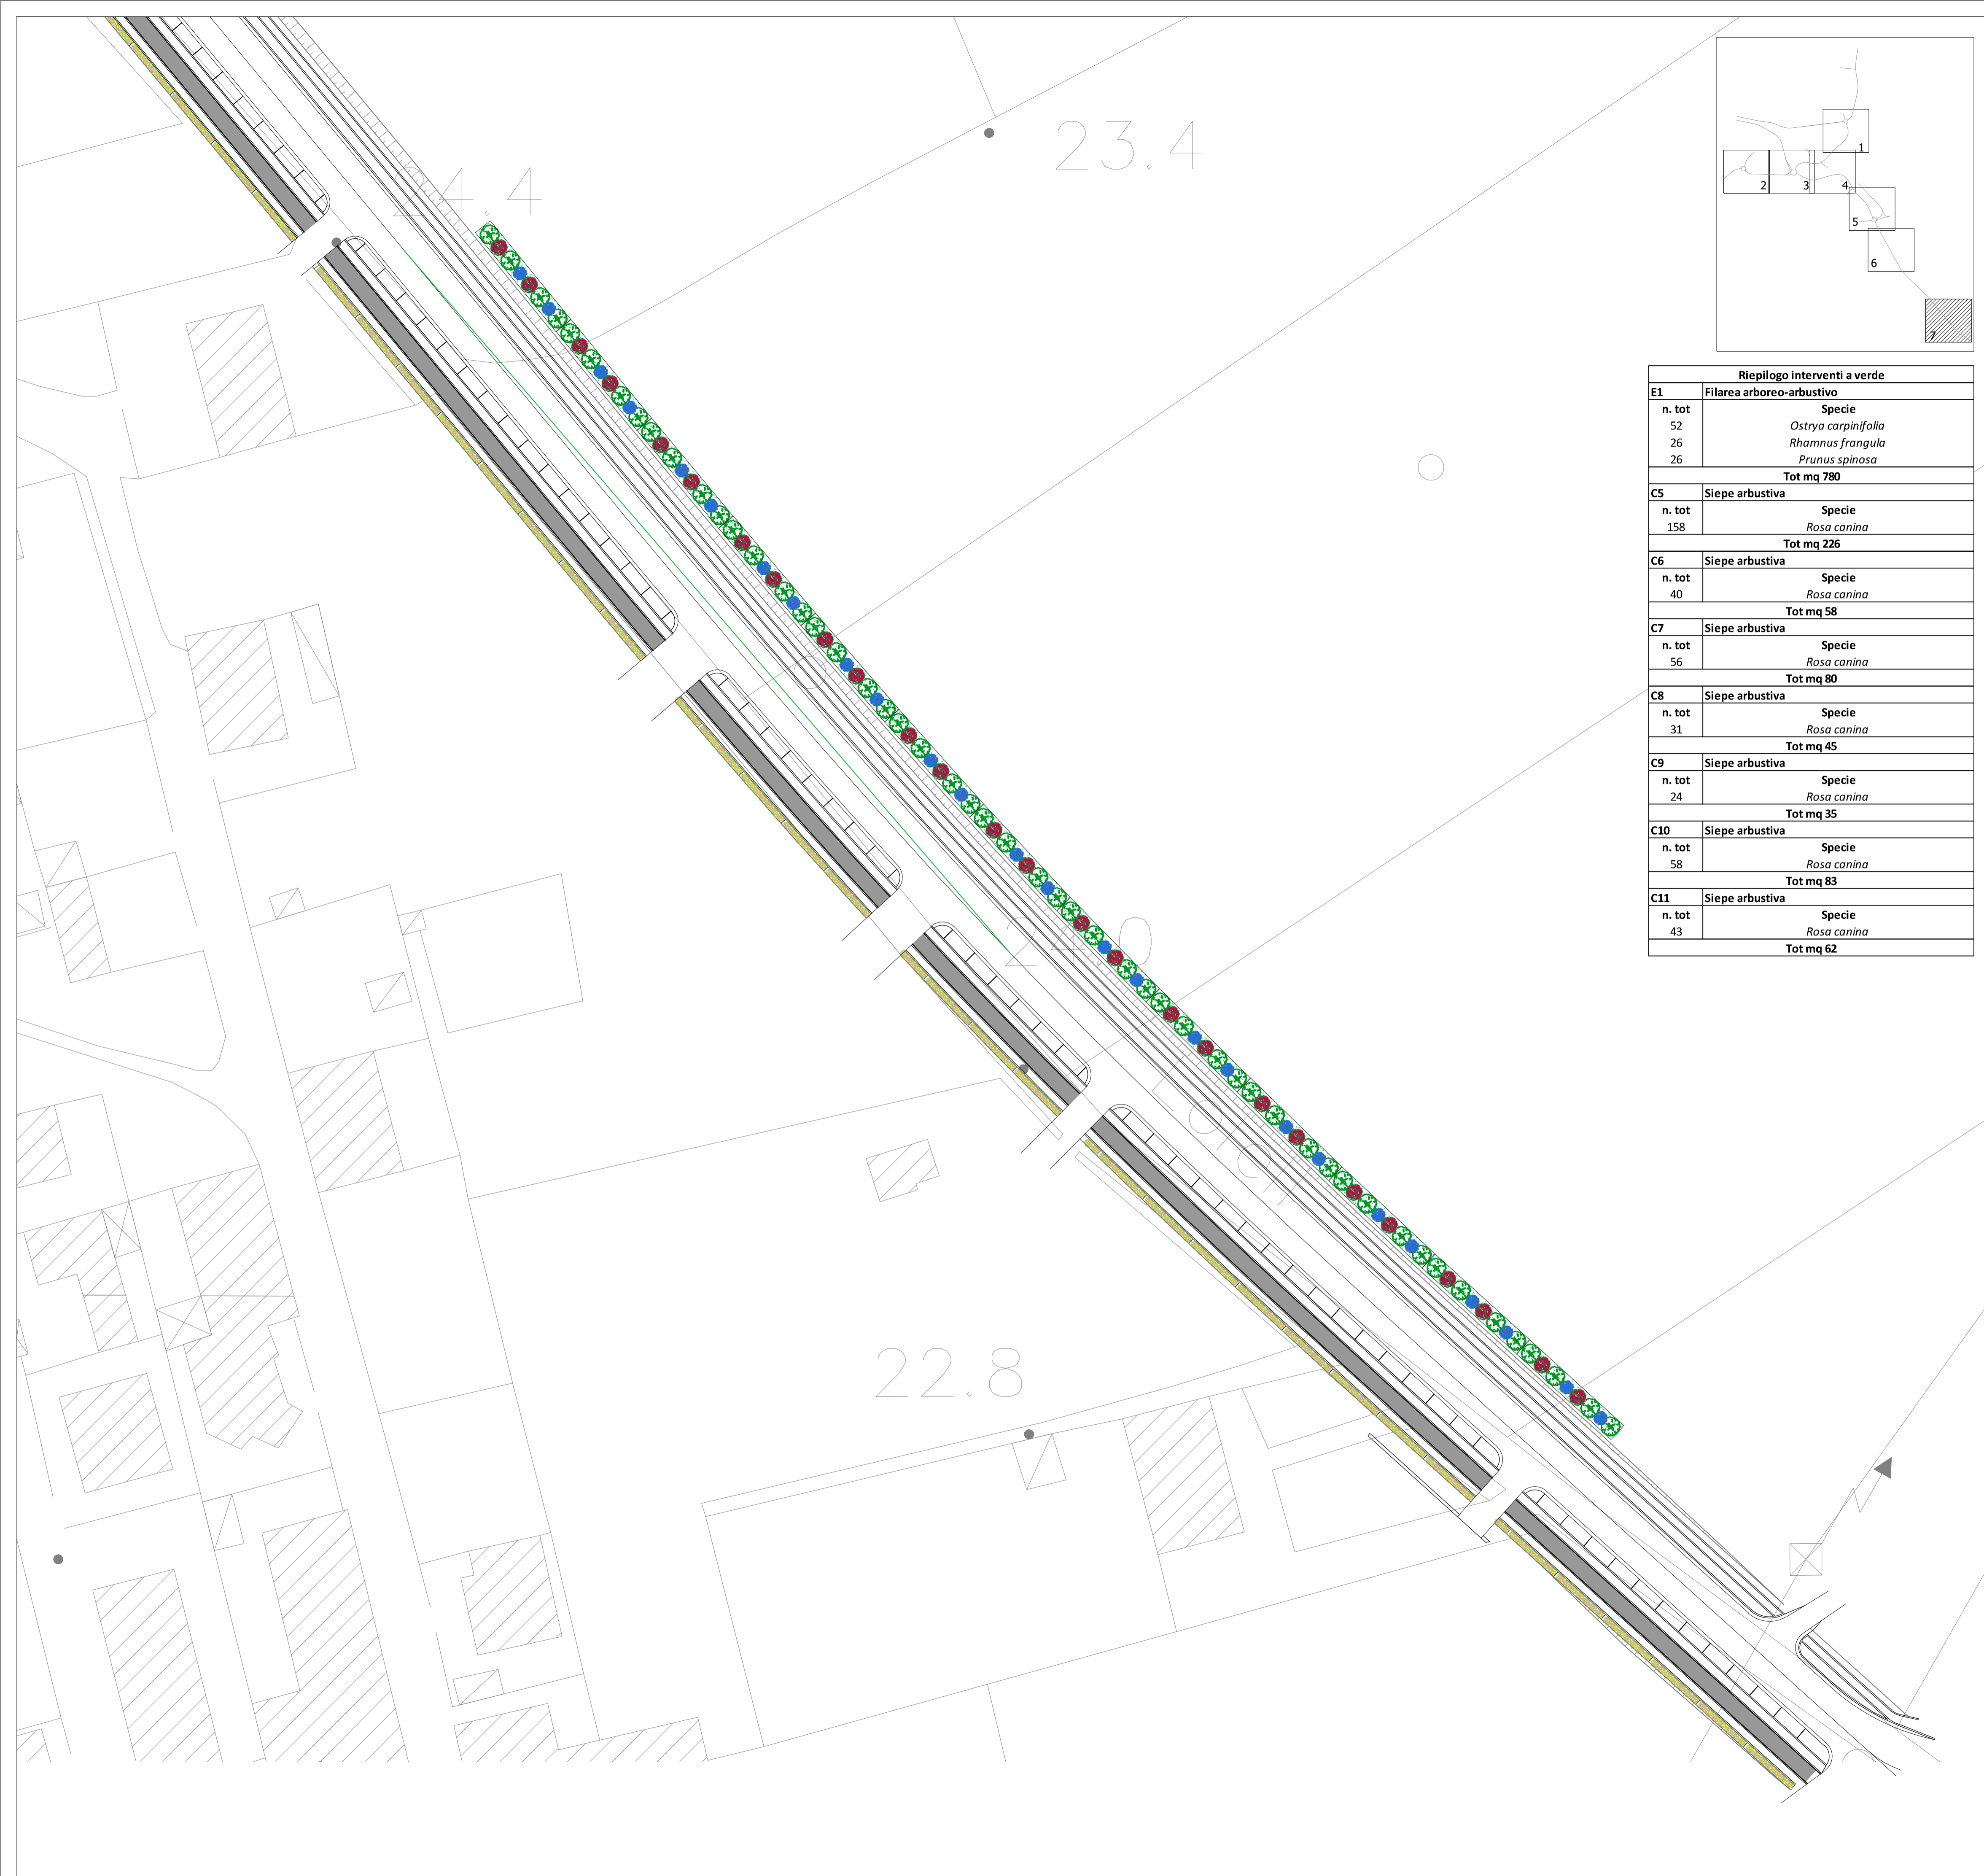 23.4
24.4
1
2
3
4
5
6
7
Riepilogo interventi a verde
E1 Filarea arboreo-arbustivo
n. tot Specie
52 Ostrya carpinifolia
26 Rhamnus frangula
26 Prunus spinosa
Tot mq 780
C5 Siepe arbustiva
n. tot Specie
158 Rosa canina
Tot mq 226
C6 Siepe arbustiva
n. tot Specie
40 Rosa canina
Tot mq 58
C7 Siepe arbustiva
n. tot Specie
56 Rosa canina
Tot mq 80
C8 Siepe arbustiva
n. tot Specie
31 Rosa canina
Tot mq 45
C9 Siepe arbustiva
n. tot Specie
24 Rosa canina
Tot mq 35
C10 Siepe arbustiva
n. tot Specie
58 Rosa canina
Tot mq 83
C11 Siepe arbustiva
n. tot Specie
43 Rosa canina
Tot mq 62
24.0
22.8